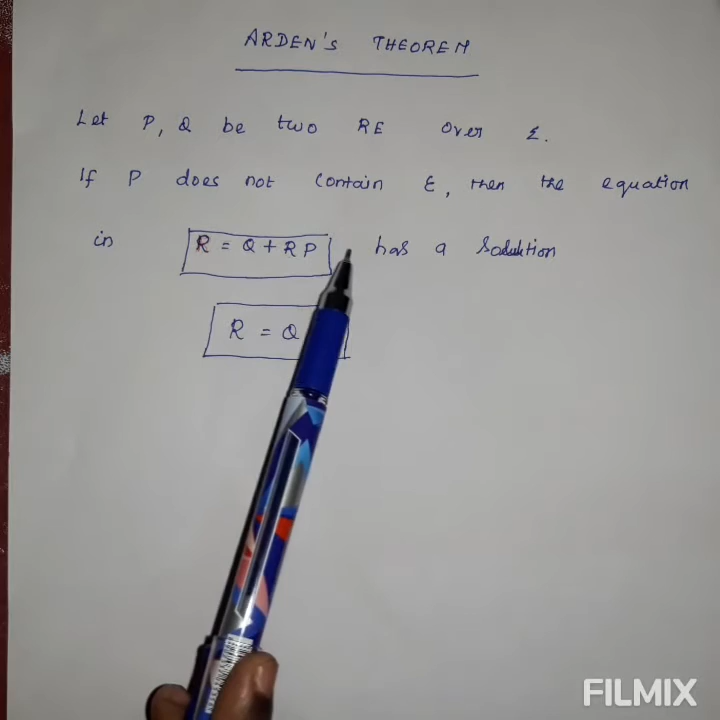 ARDEN'S THEOREM
Let P, Q be two RE over Σ.
If P does not contain ε, then the equation
in R = Q + RP has a solution
R = Q
FILMIX